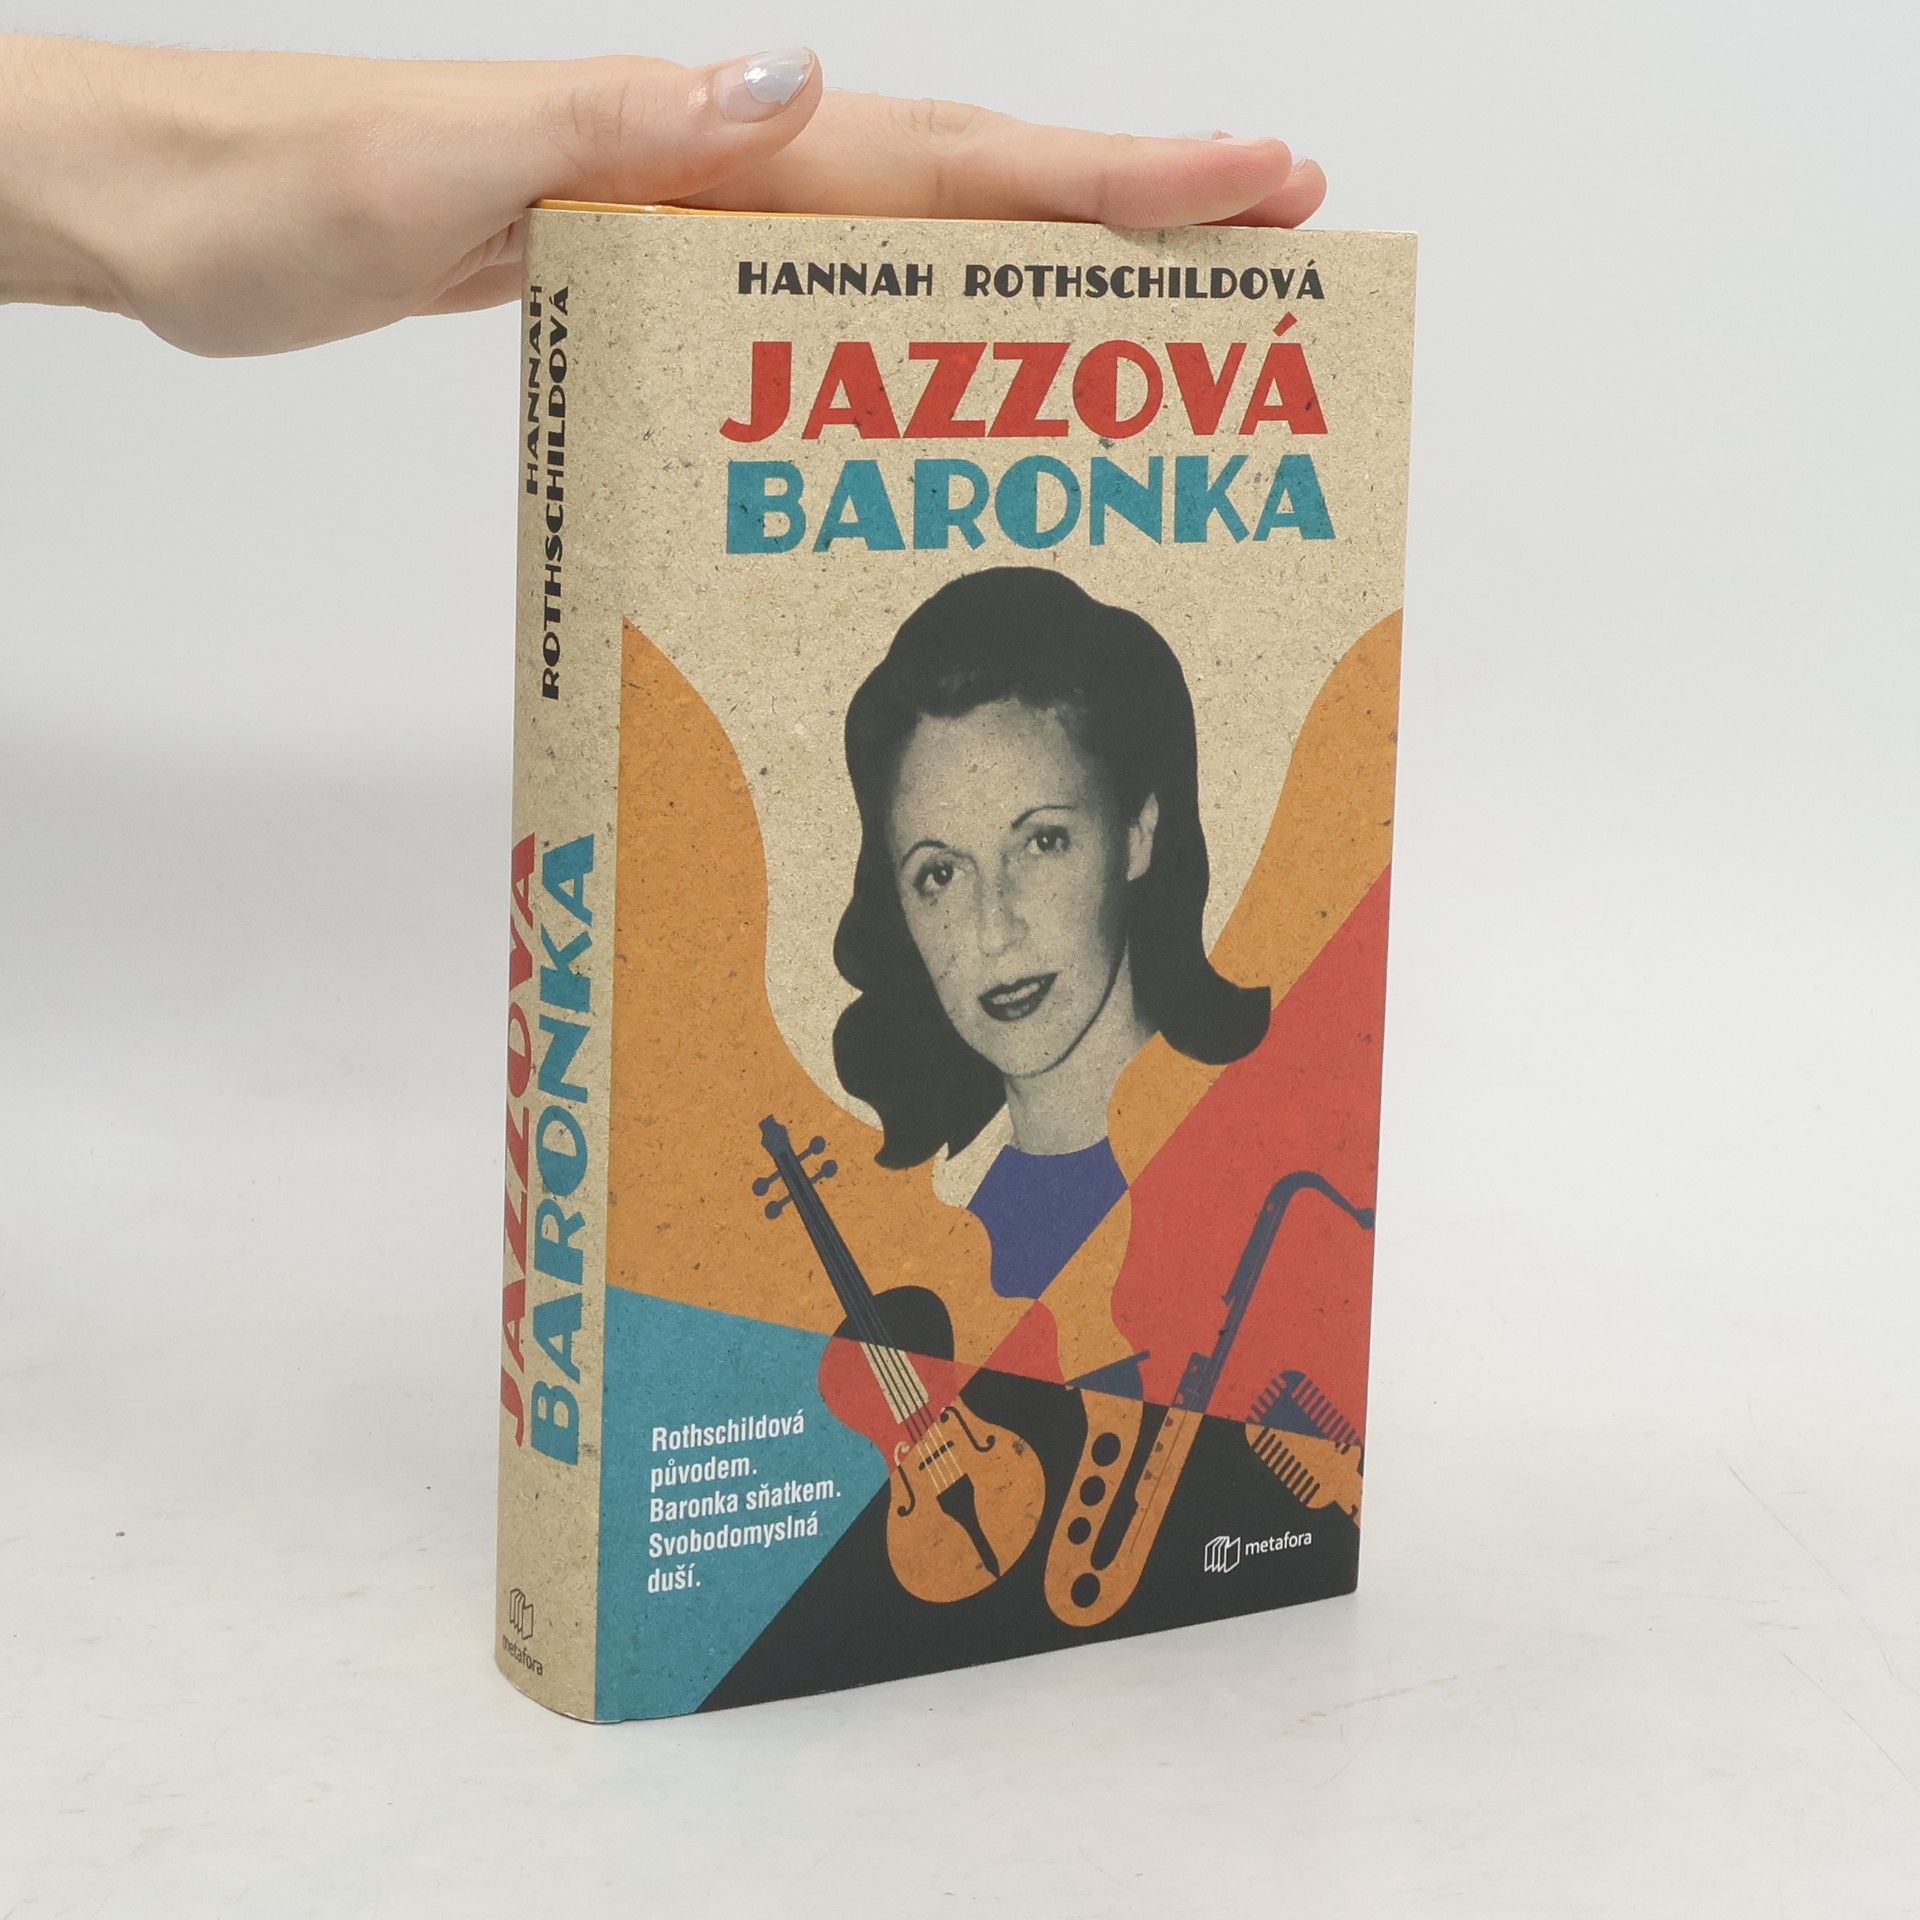 HANNAH ROTHSCHILDOVÁ
JAZZOVÁ
BARONKA
Rothschildová
původem.
Baronka sňatkem.
Svobodomyslná
duší.
metafora
HANNAH
ROTHSCHILDOVÁ
JAZZOVÁ
BARONKA
metafora